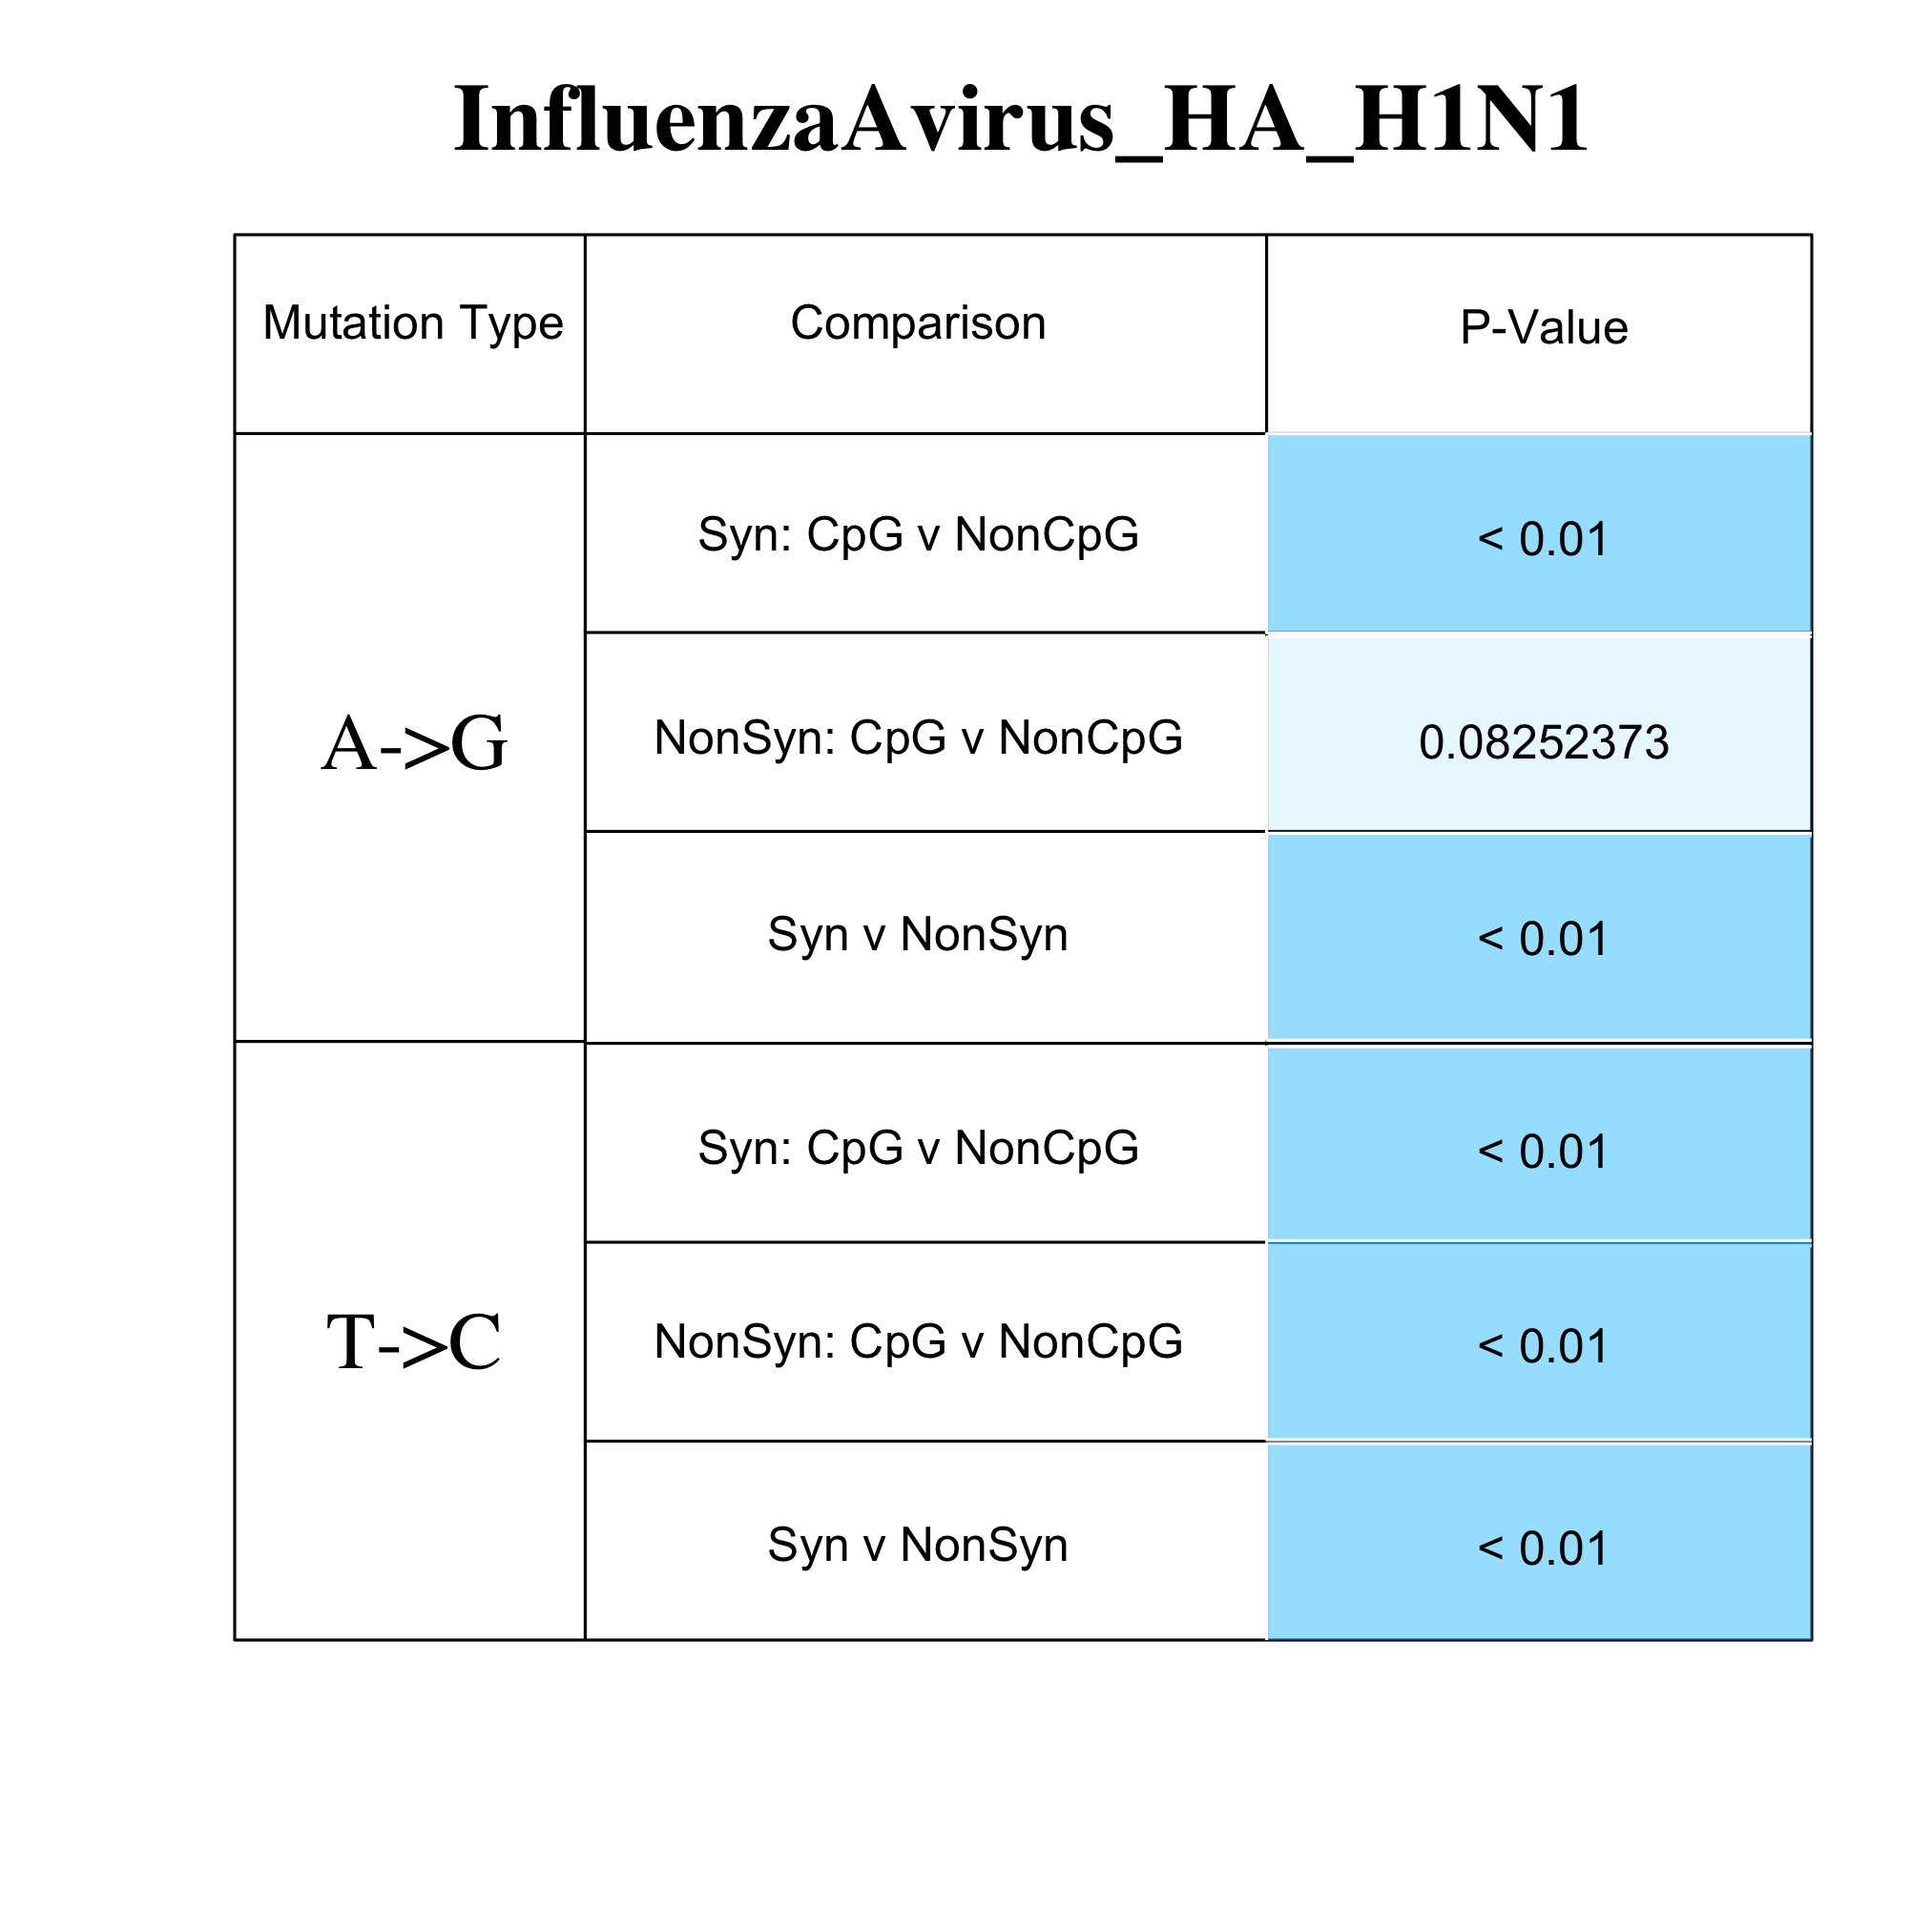 InfluenzaAvirus_HA_H1N1
Mutation Type Comparison P-Value
Syn: CpG v NonCpG < 0.01
A->G NonSyn: CpG v NonCpG 0.08252373
Syn v NonSyn < 0.01
Syn: CpG v NonCpG < 0.01
T->C NonSyn: CpG v NonCpG < 0.01
Syn v NonSyn < 0.01